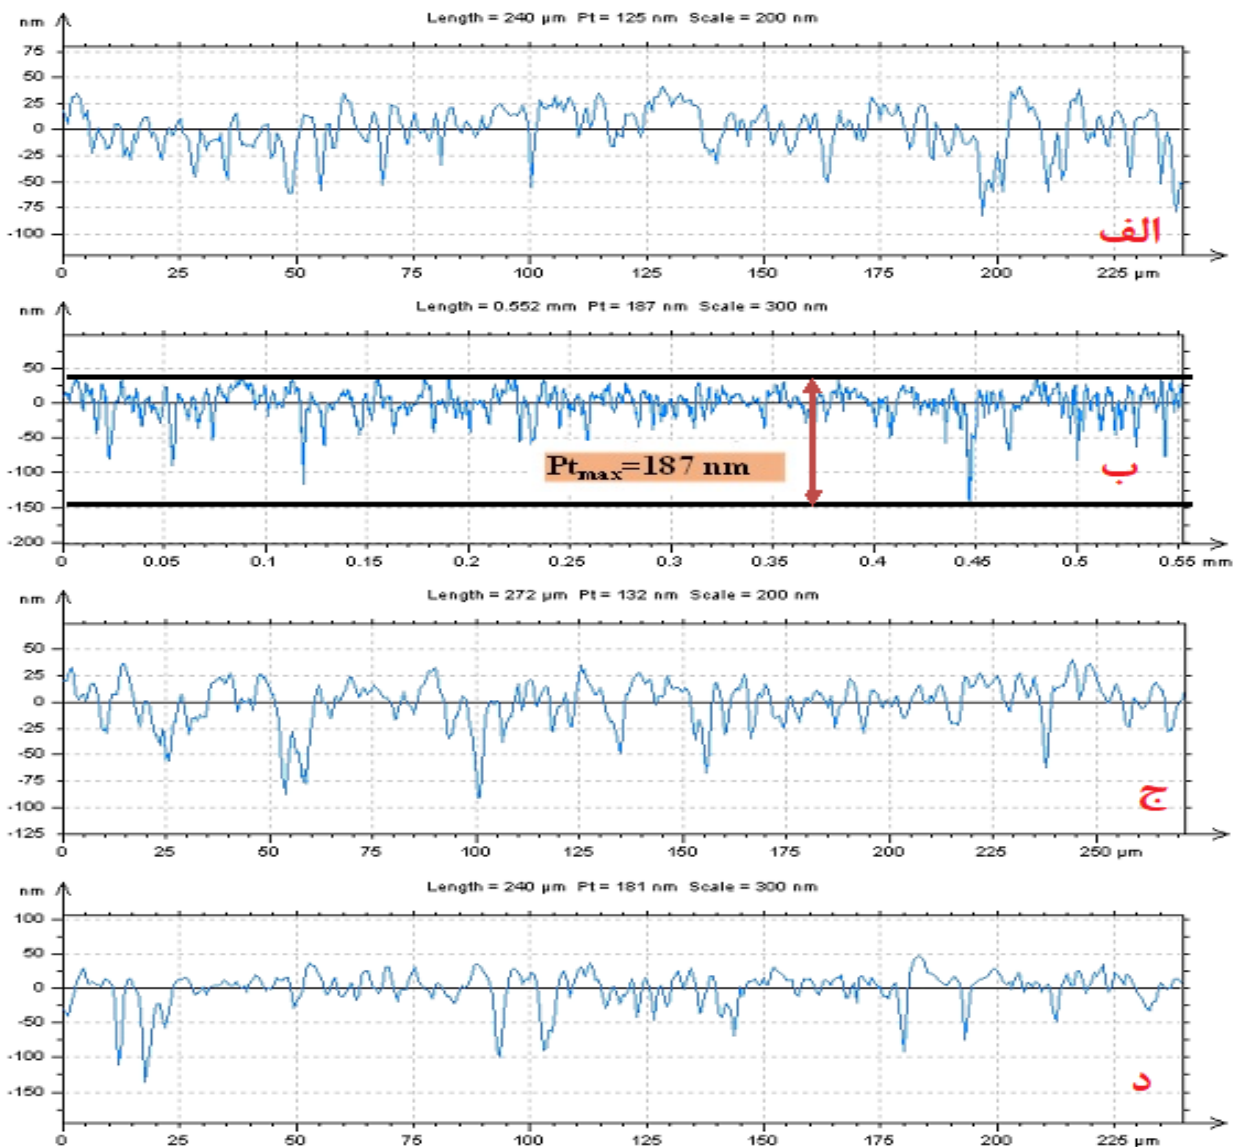 Length = 240 µm Pt = 125 nm Scale = 200 nm
nm
75
50
25
0
-25
-50
-75
-100
الف
0 25 50 75 100 125 150 175 200 225 µm
Length = 0.552 mm Pt = 187 nm Scale = 300 nm
nm
50
0
-50
-100
-150
-200
Ptmax=187 nm
ب
0 0.05 0.1 0.15 0.2 0.25 0.3 0.35 0.4 0.45 0.5 0.55 mm
Length = 272 µm Pt = 132 nm Scale = 200 nm
nm
50
25
0
-25
-50
-75
-100
-125
ج
0 25 50 75 100 125 150 175 200 225 250 µm
Length = 240 µm Pt = 181 nm Scale = 300 nm
nm
100
50
0
-50
-100
-150
د
0 25 50 75 100 125 150 175 200 225 µm